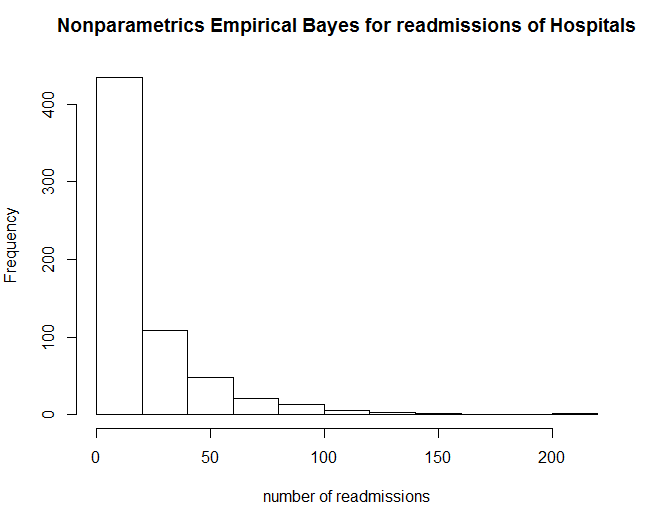 Nonparametrics Empirical Bayes for readmissions of Hospitals
Frequency
400
300
200
100
0
0 50 100 150 200
number of readmissions